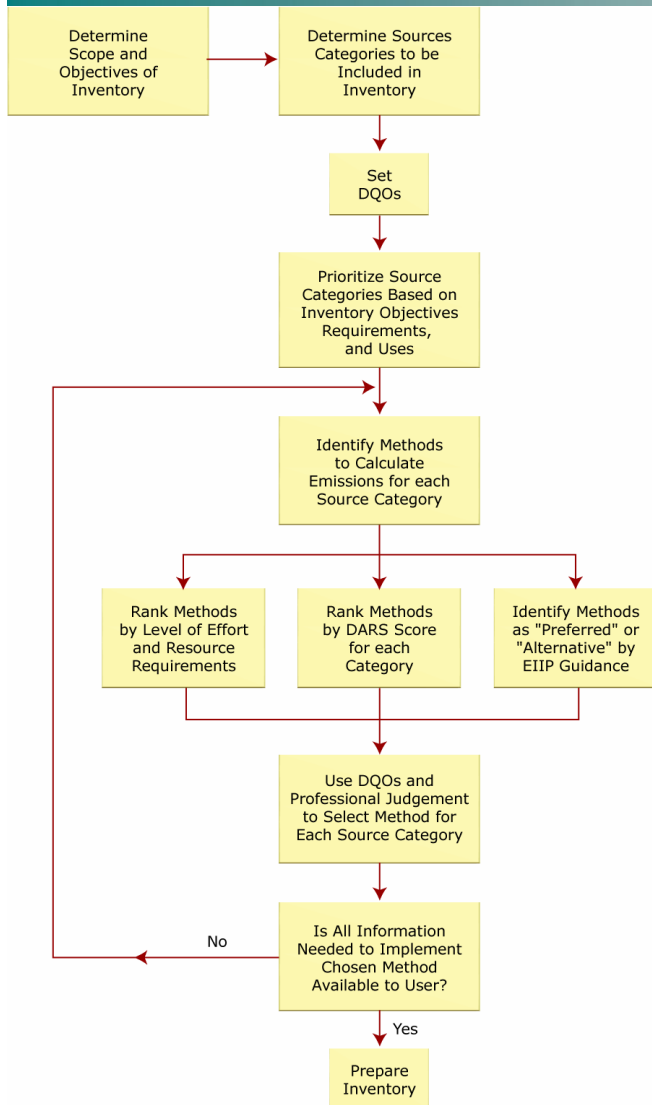 Determine
Scope and
Objectives of
Inventory
Determine Sources
Categories to be
Included in
Inventory
Set
DQOs
Prioritize Source
Categories Based on
Inventory Objectives
Requirements,
and Uses
Identify Methods
to Calculate
Emissions for each
Source Category
Rank Methods
by Level of Effort
and Resource
Requirements
Rank Methods
by DARS Score
for each
Category
Identify Methods
as "Preferred" or
"Alternative" by
EIIP Guidance
Use DQOs and
Professional Judgement
to Select Method for
Each Source Category
Is All Information
Needed to Implement
Chosen Method
Available to User?
No
Yes
Prepare
Inventory